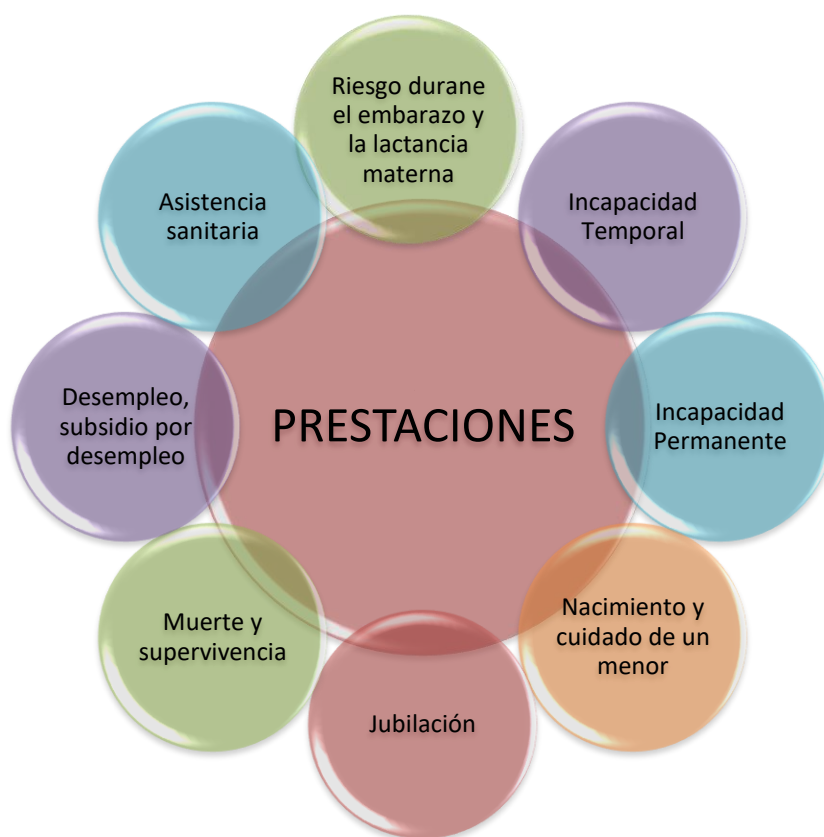 Riesgo durane
el embarazo y
la lactancia
materna
Incapacidad
Temporal
Incapacidad
Permanente
Nacimiento y
cuidado de un
menor
Jubilación
Muerte y
supervivencia
Desempleo,
subsidio por
desempleo
Asistencia
sanitaria
PRESTACIONES